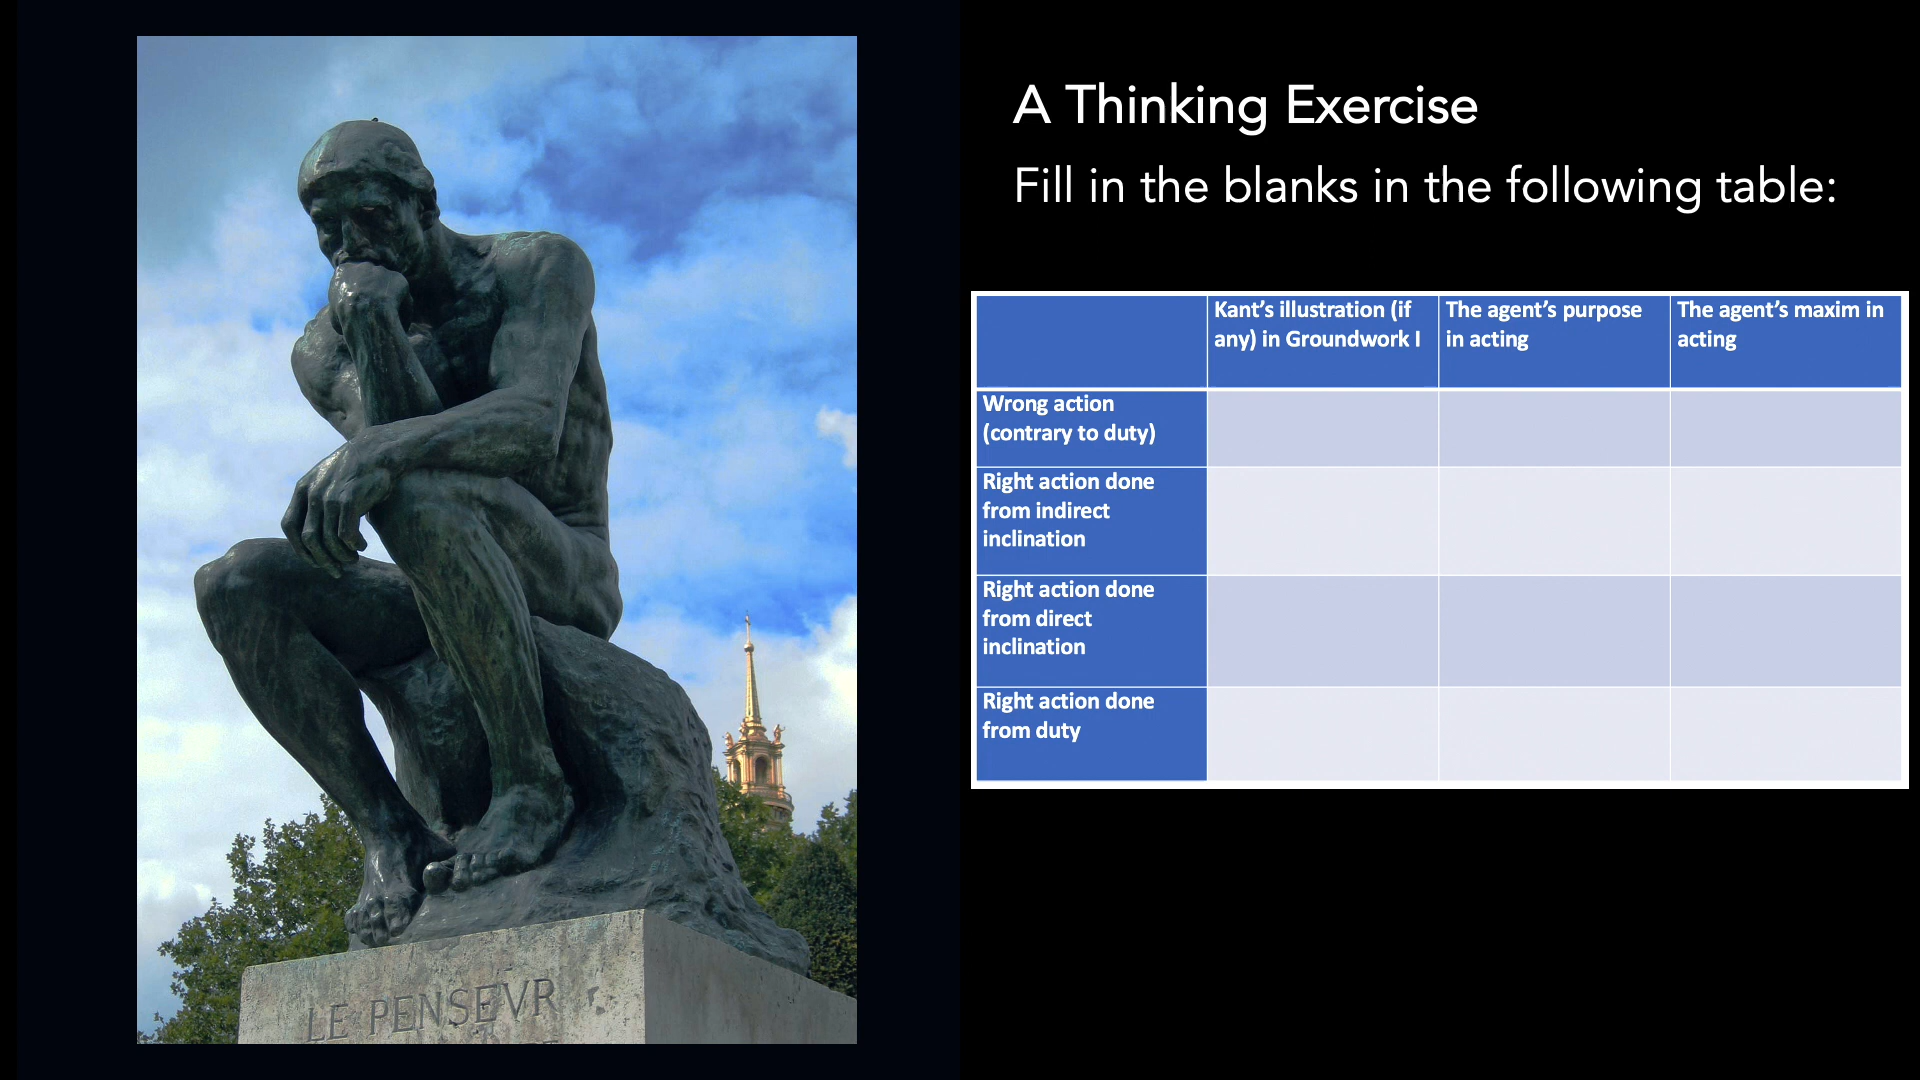 A Thinking Exercise
Fill in the blanks in the following table:
Kant's illustration (if
any) in Groundwork I
The agent's purpose
in acting
The agent's maxim in
acting
Wrong action
(contrary to duty)
Right action done
from indirect
inclination
Right action done
from direct
inclination
Right action done
from duty
LE PENSEVR